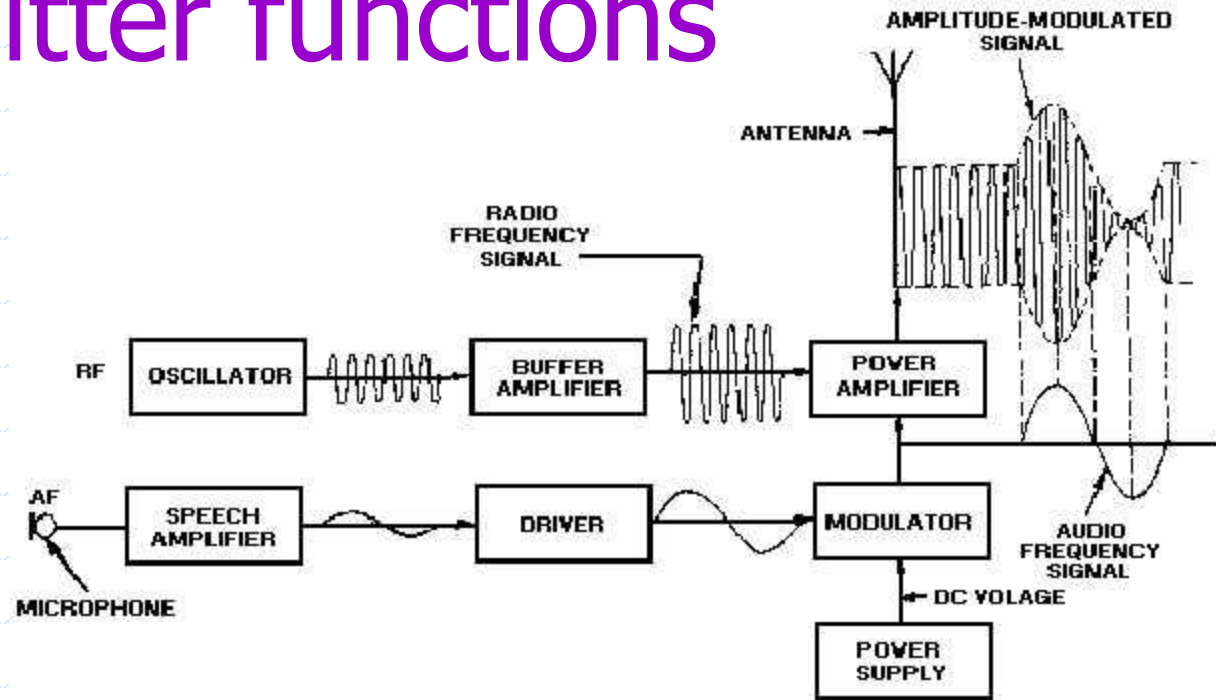 itter functions
AMPLITUDE-MODULATED
SIGNAL
ANTENNA
RADIO
FREQUENCY
SIGNAL
RF
OSCILLATOR
BUFFER
AMPLIFIER
POWER
AMPLIFIER
AF
SPEECH
AMPLIFIER
DRIVER
MODULATOR
AUDIO
FREQUENCY
SIGNAL
MICROPHONE
DC VOLAGE
POWER
SUPPLY